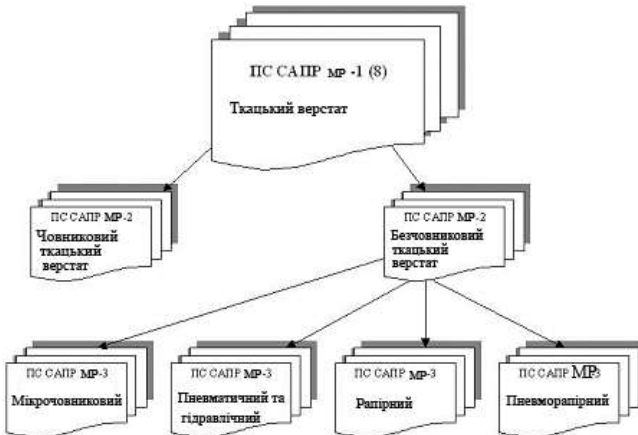 ПС САПР МР -1 (8)
Ткацький верстат
ПС САПР МР-2
Човниковий
ткацький
верстат
ПС САПР МР-2
Безчовниковий
ткацький
верстат
ПС САПР МР-3
Мікрочовниковий
ПС САПР МР-3
Пневматичний та
гідравлічний
ПС САПР МР-3
Рапірний
ПС САПР МР3
Пневморапірний